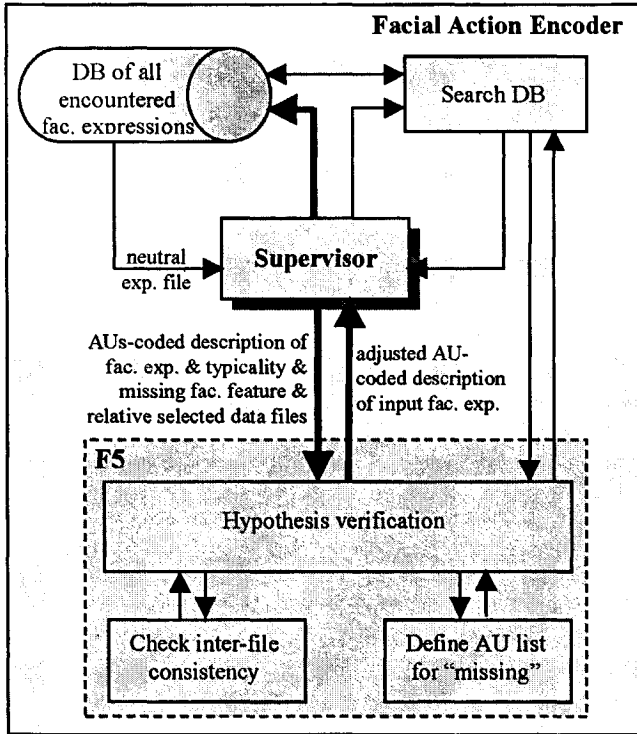 Facial Action Encoder
DB of all
encountered
fac. expressions
Search DB
neutral
exp. file
Supervisor
AUs-coded description of
fac. exp. & typicality &
missing fac. feature &
relative selected data files
adjusted AU-
coded description
of input fac. exp.
F5
Hypothesis verification
Check inter-file
consistency
Define AU list
for “missing”